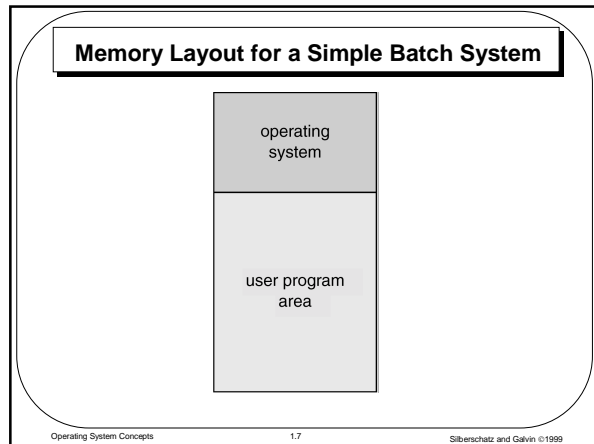 Memory Layout for a Simple Batch System
operating
system
user program
area
Operating System Concepts 1.7 Silberschatz and Galvin ©1999